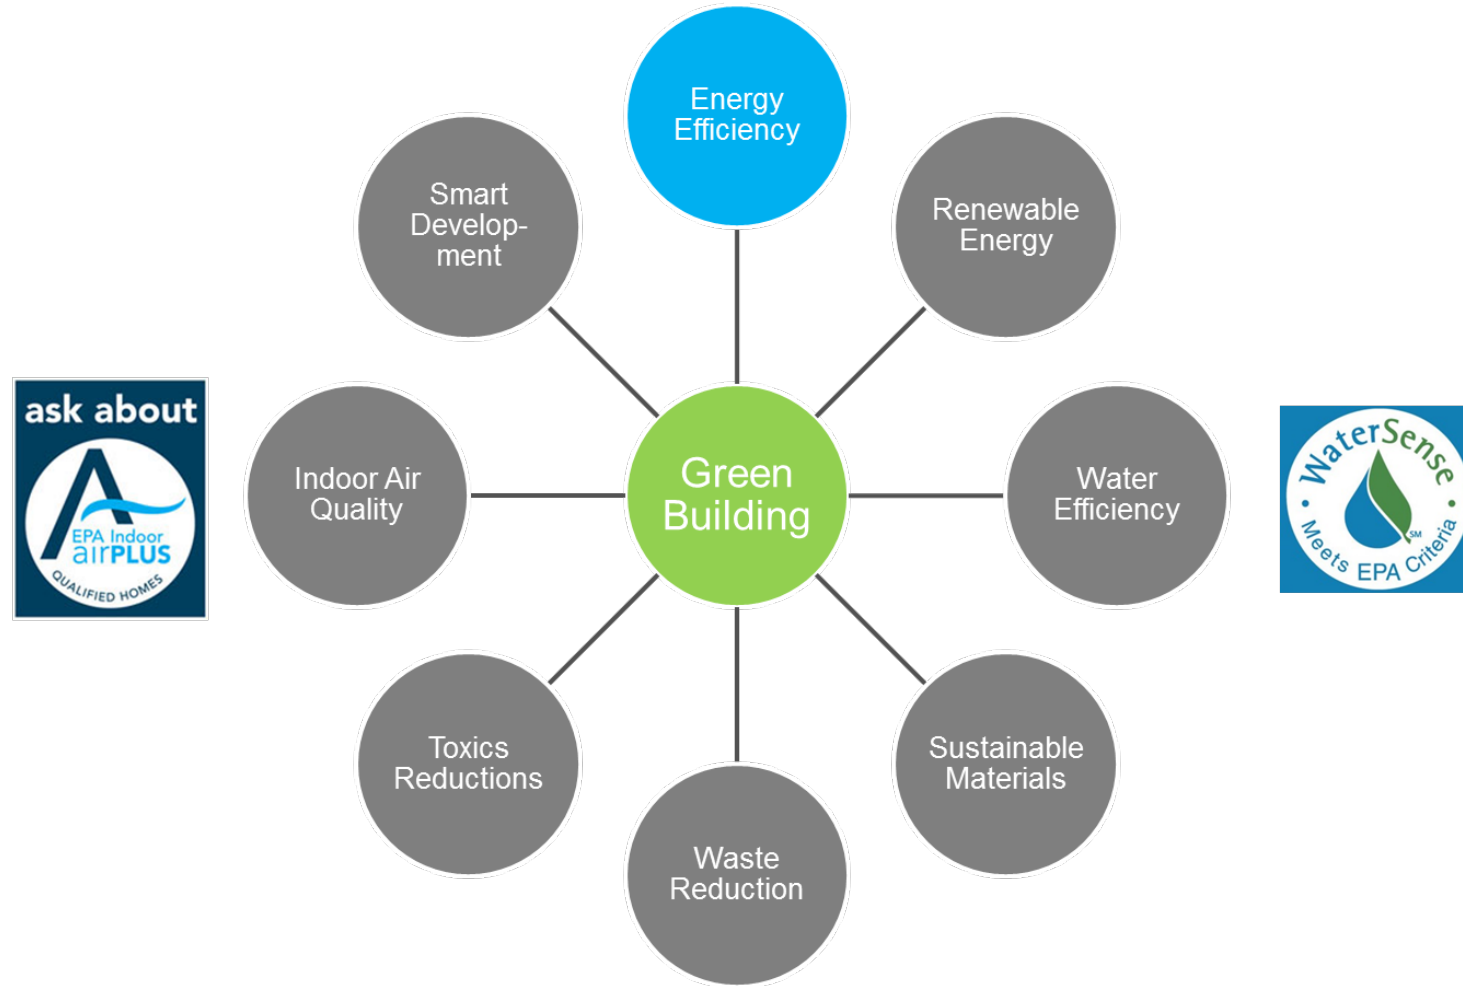 Energy
Efficiency
Smart
Develop-
ment
Renewable
Energy
ask about
EPA Indoor
airPLUS
QUALIFIED HOMES
Indoor Air
Quality
Green
Building
Water
Efficiency
WaterSense
SM
Meets EPA Criteria
Toxics
Reductions
Sustainable
Materials
Waste
Reduction